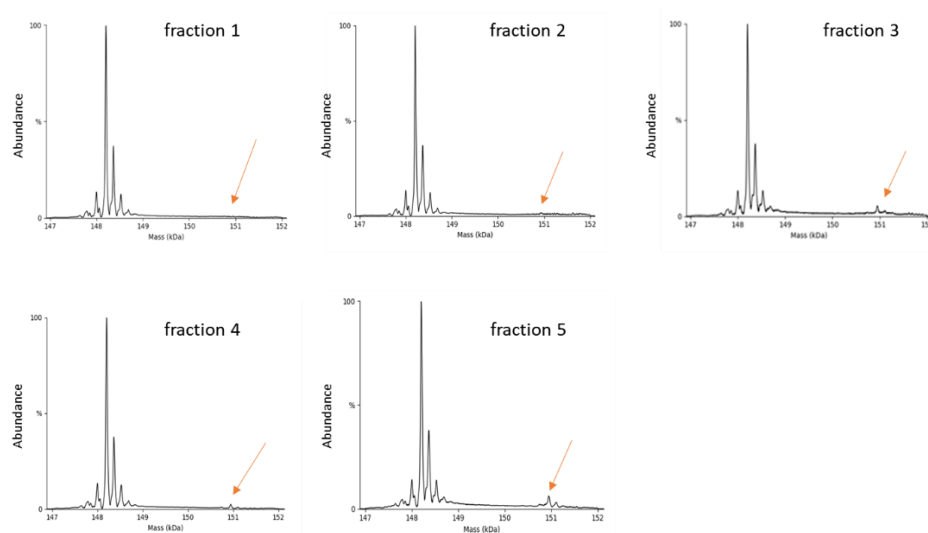 fraction 1
100
Abundance
%
0
147 148 149 150 151 152
Mass (kDa)
fraction 2
100
Abundance
%
0
147 148 149 150 151 152
Mass (kDa)
fraction 3
100
Abundance
%
0
147 148 149 150 151 152
Mass (kDa)
fraction 4
100
Abundance
%
0
147 148 149 150 151 152
Mass (kDa)
fraction 5
100
Abundance
%
0
147 148 149 150 151 152
Mass (kDa)